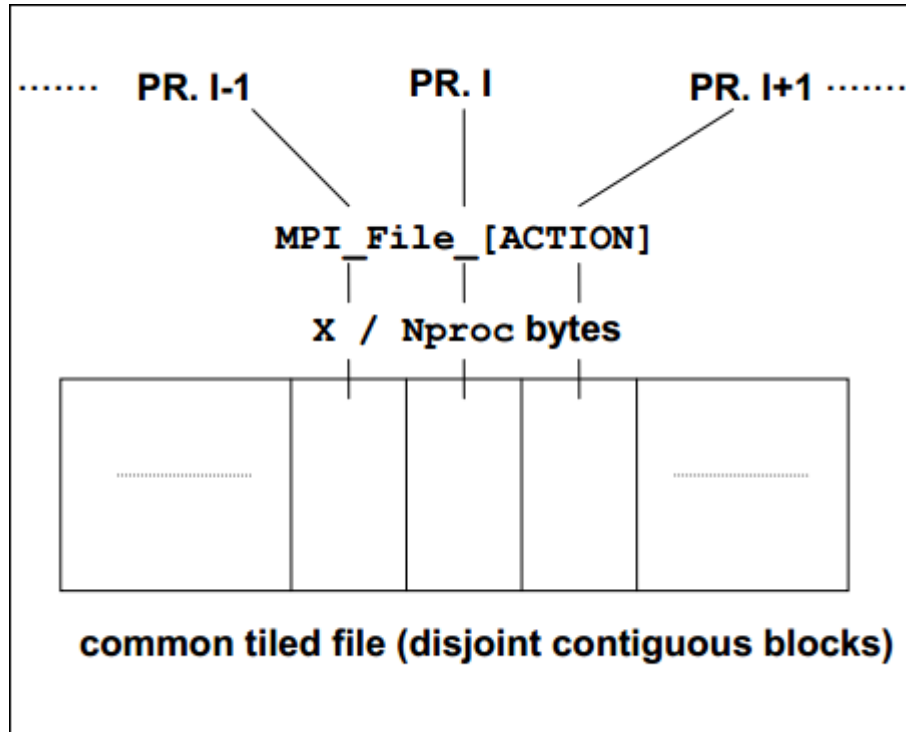 ....... PR. I-1 PR. I PR. I+1 .......
MPI_File_[ACTION]
X / Nproc bytes
common tiled file (disjoint contiguous blocks)